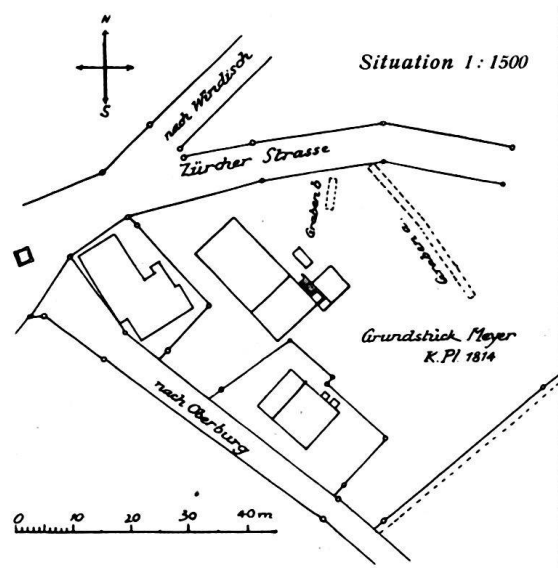 N
S
Situation 1 : 1500
nach Windisch
Zürcher Strasse
Graben b
Graben a
Grundstück Meyer
K. Pl. 1814
nach Oberburg
0 10 20 30 40 m